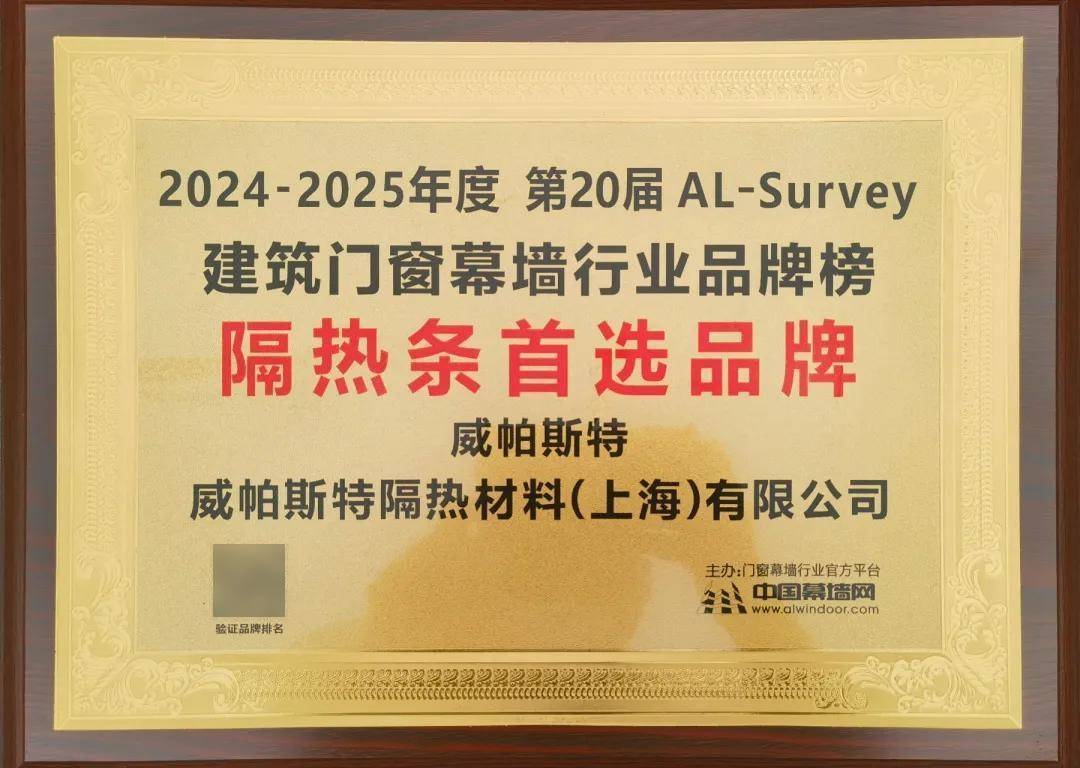 2024-2025年度 第20届 AL-Survey
建筑门窗幕墙行业品牌榜
隔热条首选品牌
威帕斯特
威帕斯特隔热材料(上海)有限公司
验证品牌排名
主办:门窗幕墙行业官方平台
中国幕墙网
www.alwindoor.com